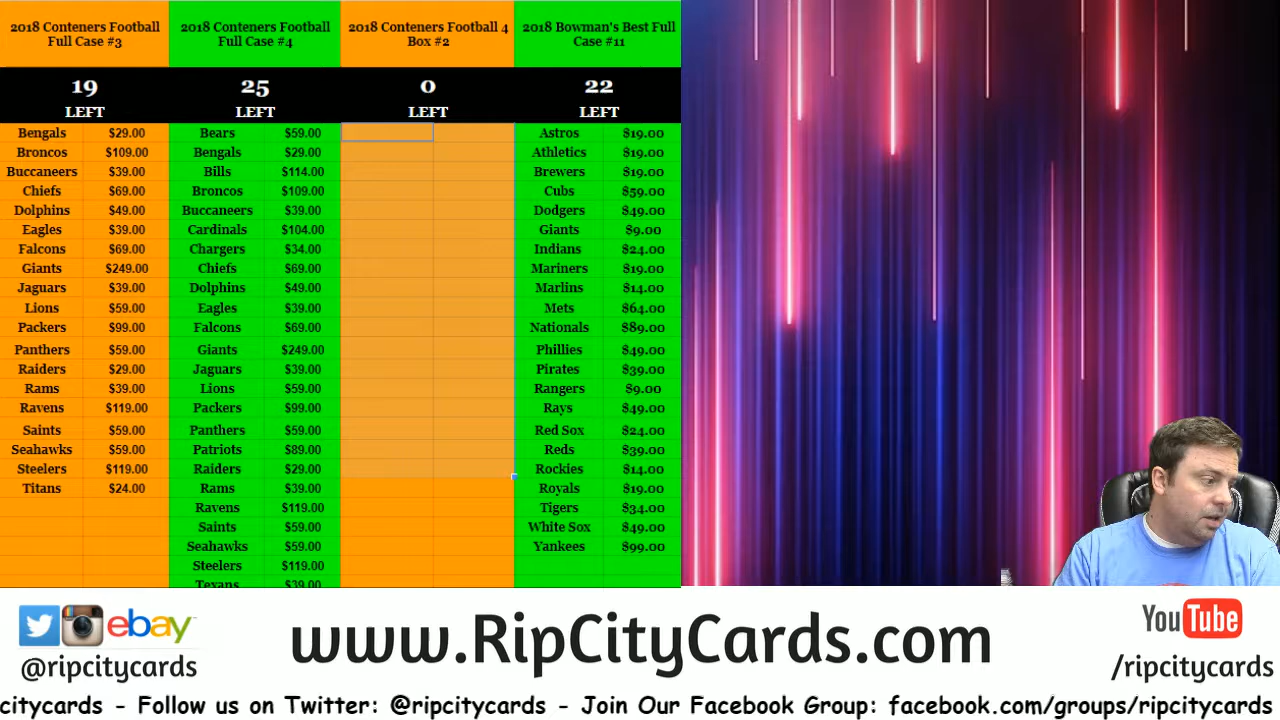 2018 Conteners Football
Full Case #3
19
LEFT
Bengals $29.00
Broncos $109.00
Buccaneers $39.00
Chiefs $69.00
Dolphins $49.00
Eagles $39.00
Falcons $69.00
Giants $249.00
Jaguars $39.00
Lions $59.00
Packers $99.00
Panthers $59.00
Raiders $29.00
Rams $39.00
Ravens $119.00
Saints $59.00
Seahawks $59.00
Steelers $119.00
Titans $24.00
2018 Conteners Football
Full Case #4
25
LEFT
Bears $59.00
Bengals $29.00
Bills $114.00
Broncos $109.00
Buccaneers $39.00
Cardinals $104.00
Chargers $34.00
Chiefs $69.00
Dolphins $49.00
Eagles $39.00
Falcons $69.00
Giants $249.00
Jaguars $39.00
Lions $59.00
Packers $99.00
Panthers $59.00
Patriots $89.00
Raiders $29.00
Rams $39.00
Ravens $119.00
Saints $59.00
Seahawks $59.00
Steelers $119.00
Texans $39.00
2018 Conteners Football 4
Box #2
0
LEFT
2018 Bowman's Best Full
Case #11
22
LEFT
Astros $19.00
Athletics $19.00
Brewers $19.00
Cubs $59.00
Dodgers $49.00
Giants $9.00
Indians $24.00
Mariners $19.00
Marlins $14.00
Mets $64.00
Nationals $89.00
Phillies $49.00
Pirates $39.00
Rangers $9.00
Rays $49.00
Red Sox $24.00
Reds $39.00
Rockies $14.00
Royals $19.00
Tigers $34.00
White Sox $49.00
Yankees $99.00
ebay
@ripcitycards
www.RipCityCards.com
YouTube
/ripcitycards
citycards - Follow us on Twitter: @ripcitycards - Join Our Facebook Group: facebook.com/groups/ripcitycards